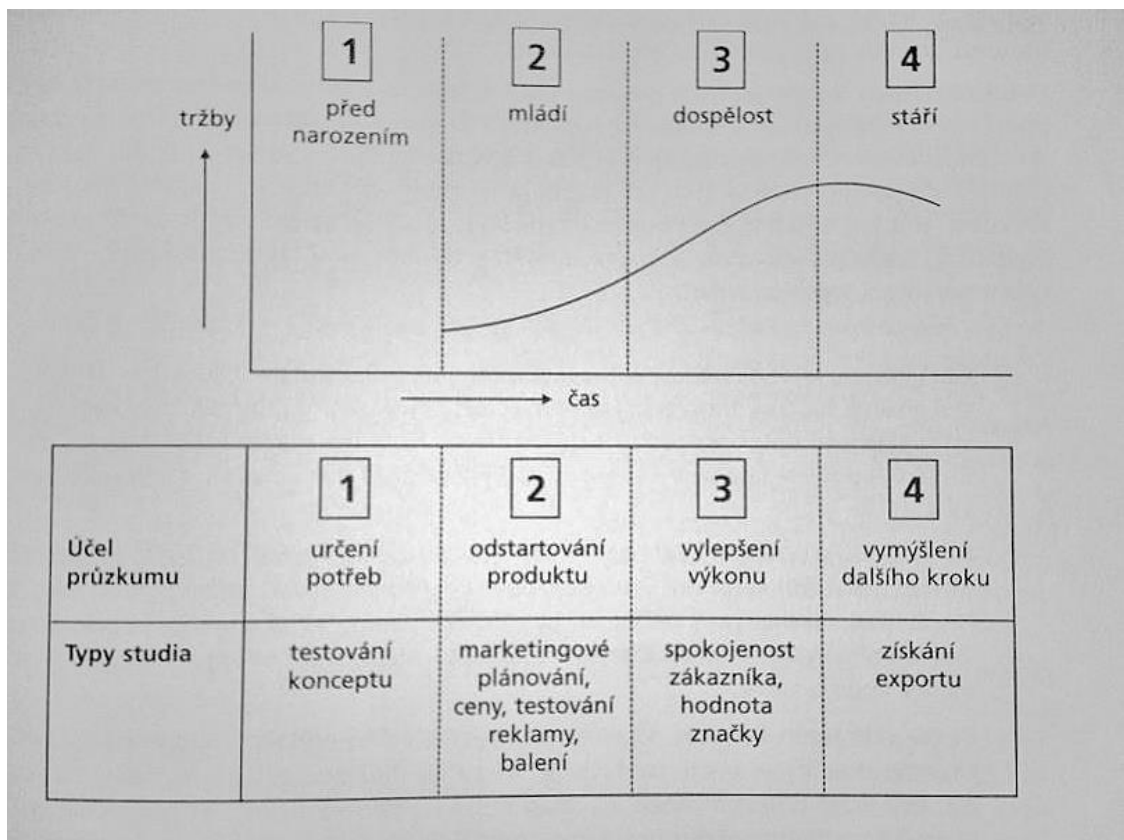 1
2
3
4
před
narozením
mládí
dospělost
stáří
tržby
čas
1
2
3
4
Účel
průzkumu
určení
potřeb
odstartování
produktu
vylepšení
výkonu
vymýšlení
dalšího kroku
Typy studia
testování
konceptu
marketingové
plánování,
ceny, testování
reklamy,
balení
spokojenost
zákazníka,
hodnota
značky
získání
exportu